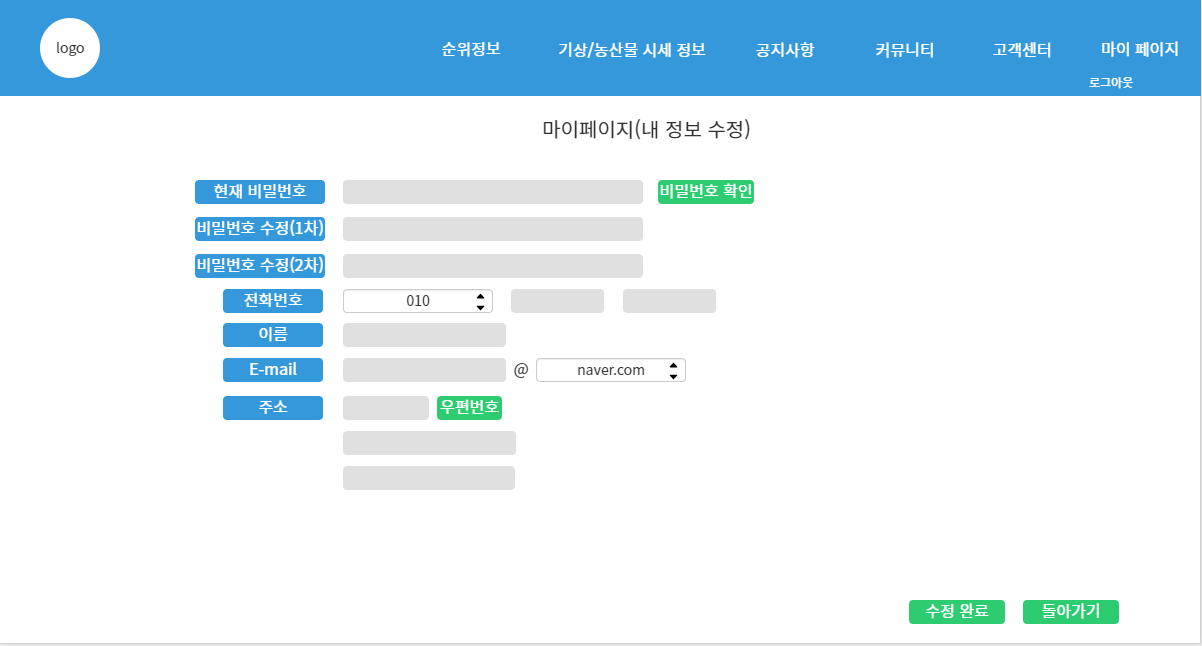 logo
순위정보 기상/농산물 시세 정보 공지사항 커뮤니티 고객센터 마이 페이지
로그아웃
마이페이지(내 정보 수정)
현재 비밀번호 비밀번호 확인
비밀번호 수정(1차)
비밀번호 수정(2차)
전화번호 010
이름
E-mail @ naver.com
주소 우편번호
수정 완료 돌아가기